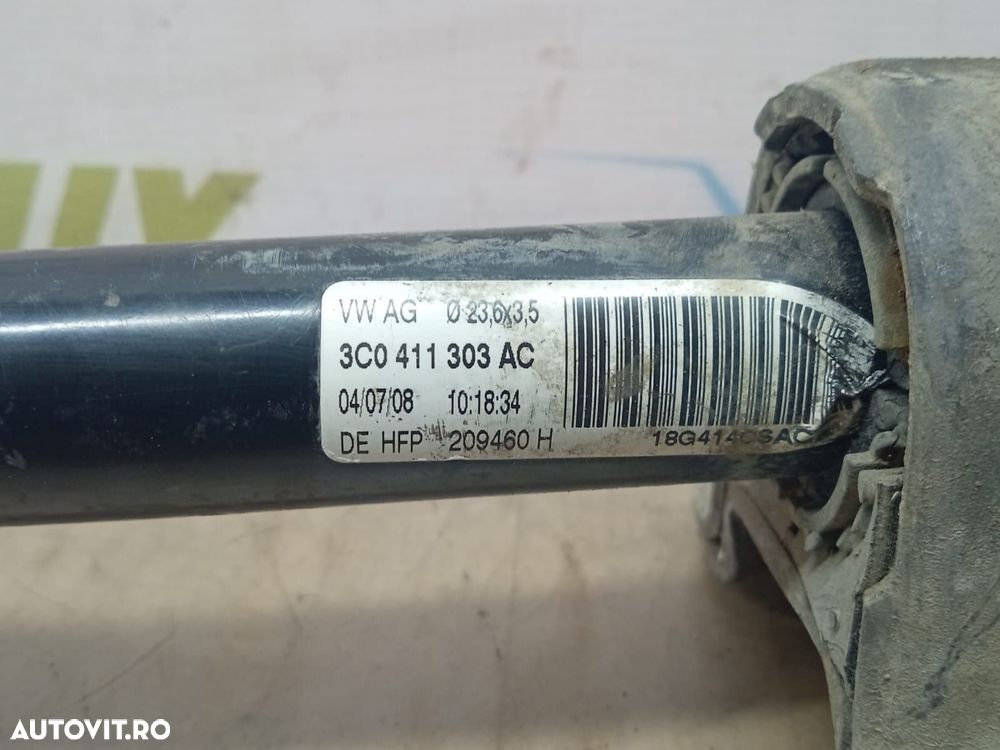 VW AG Ø 23,6x3,5
3C0 411 303 AC
04/07/08 10:18:34
DE HFP 209460 H
AUTOVIT.RO